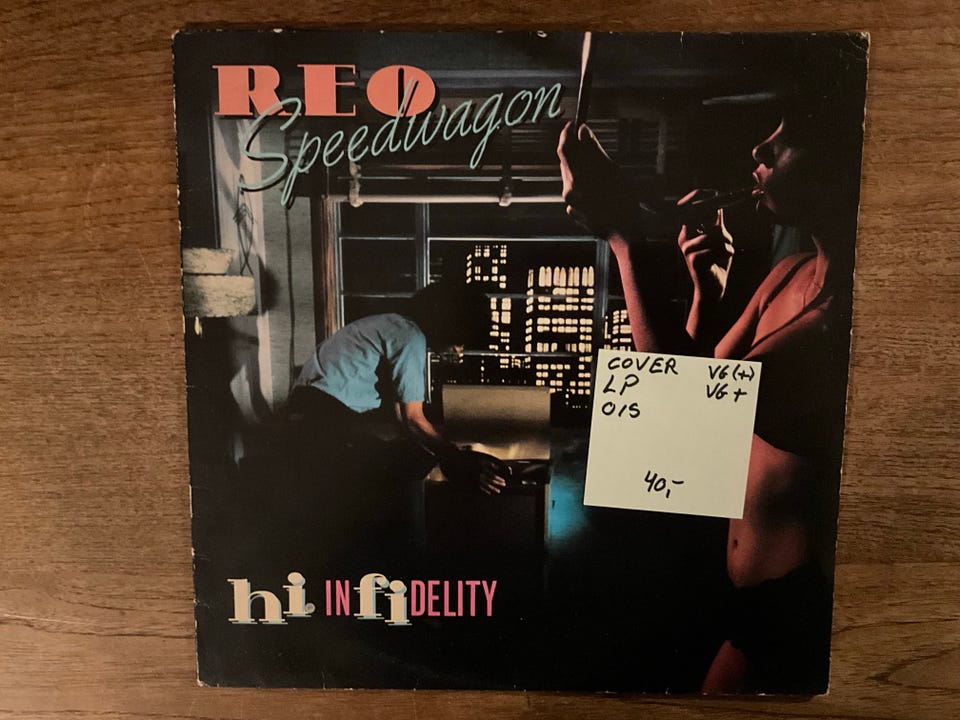 REO
Speedwagon
COVER VG(+)
LP VG+
OIS
40,-
hi INfiDELITY